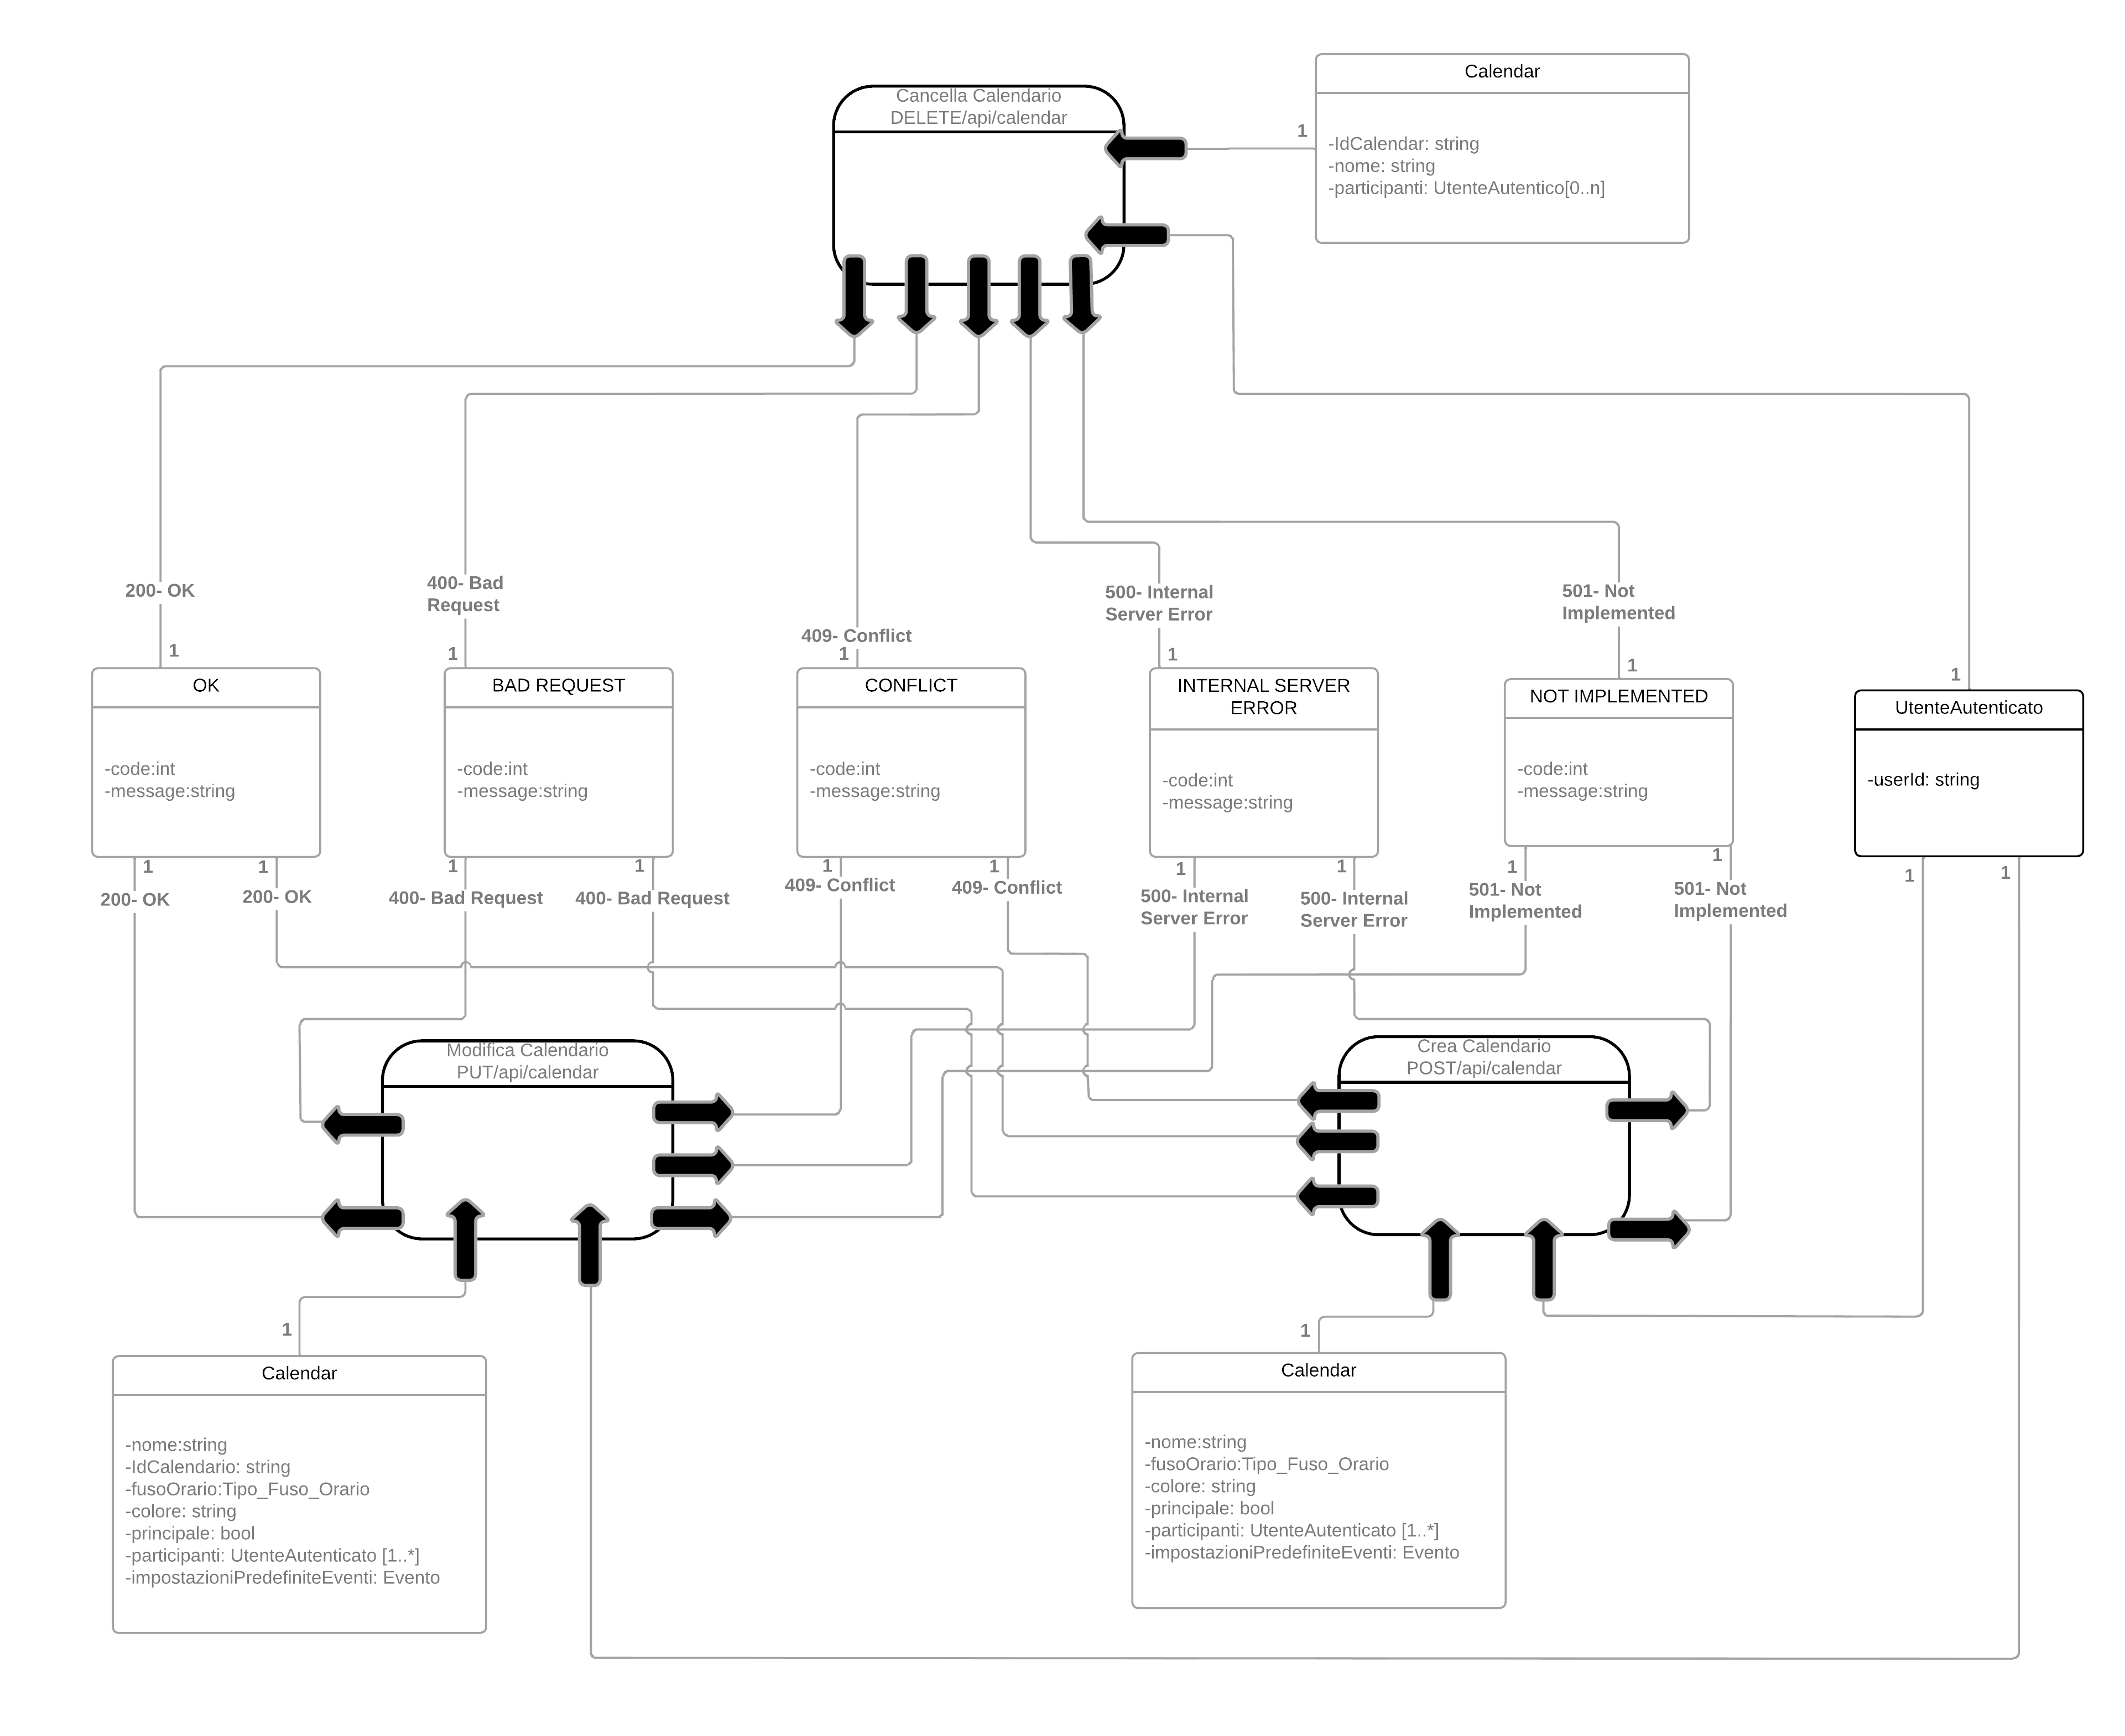 Cancella Calendario
DELETE/api/calendar
Calendar
1
-IdCalendar: string
-nome: string
-participanti: UtenteAutentico[0..n]
200- OK
400- Bad
Request
409- Conflict
500- Internal
Server Error
501- Not
Implemented
1
1
1
1
1
1
OK
-code:int
-message:string
BAD REQUEST
-code:int
-message:string
CONFLICT
-code:int
-message:string
INTERNAL SERVER
ERROR
-code:int
-message:string
NOT IMPLEMENTED
-code:int
-message:string
UtenteAutenticato
-userId: string
1
1
1
1
1
1
1
1
1
1
1
1
200- OK
200- OK
400- Bad Request
400- Bad Request
409- Conflict
409- Conflict
500- Internal
Server Error
500- Internal
Server Error
501- Not
Implemented
501- Not
Implemented
Modifica Calendario
PUT/api/calendar
Crea Calendario
POST/api/calendar
1
Calendar
-nome:string
-IdCalendario: string
-fusoOrario:Tipo_Fuso_Orario
-colore: string
-principale: bool
-participanti: UtenteAutenticato [1..*]
-impostazioniPredefiniteEventi: Evento
1
Calendar
-nome:string
-fusoOrario:Tipo_Fuso_Orario
-colore: string
-principale: bool
-participanti: UtenteAutenticato [1..*]
-impostazioniPredefiniteEventi: Evento